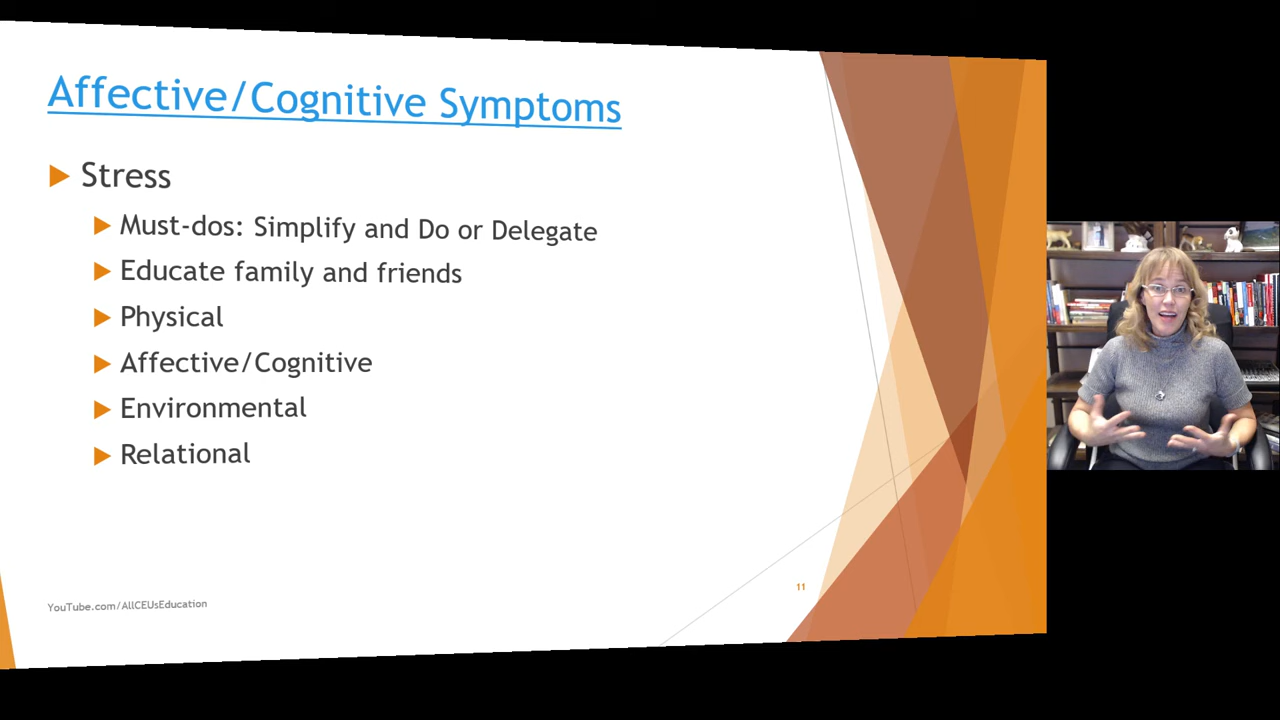 Affective/Cognitive Symptoms
Stress
Must-dos: Simplify and Do or Delegate
Educate family and friends
Physical
Affective/Cognitive
Environmental
Relational
11
YouTube.com/AllCEUsEducation